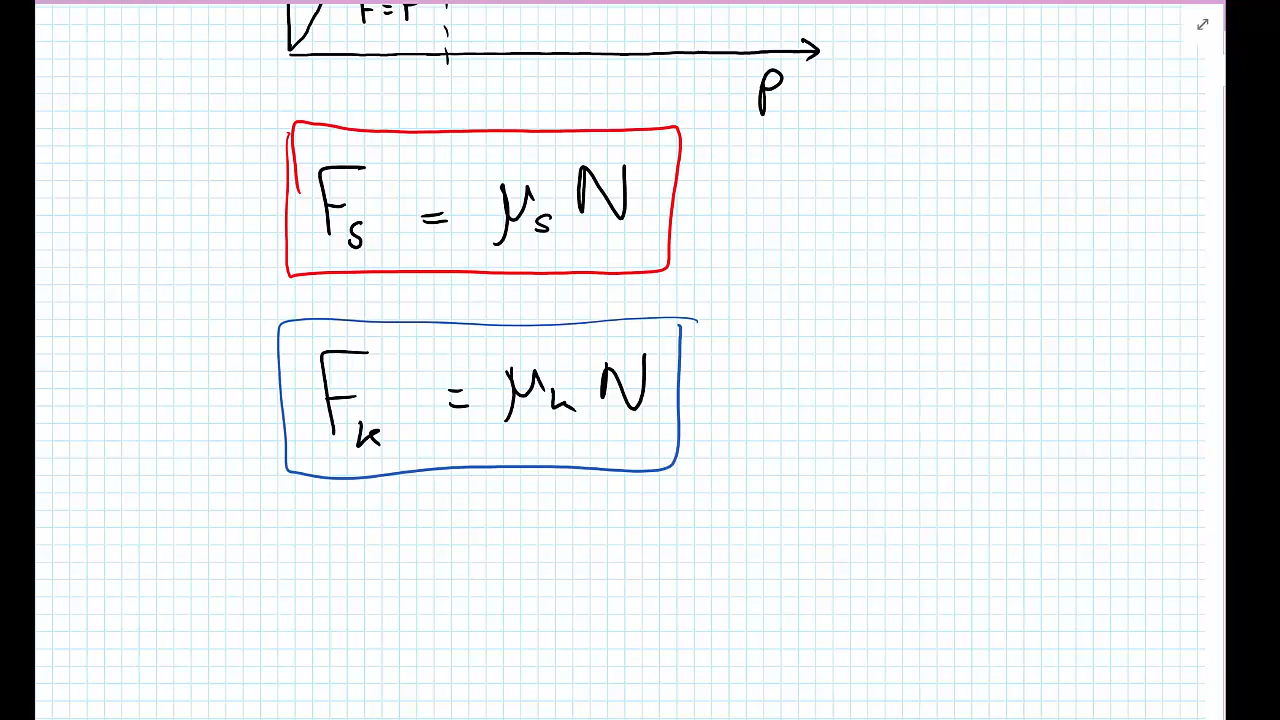 F = P
P
Fₛ = μₛ N
Fₖ = μₖ N